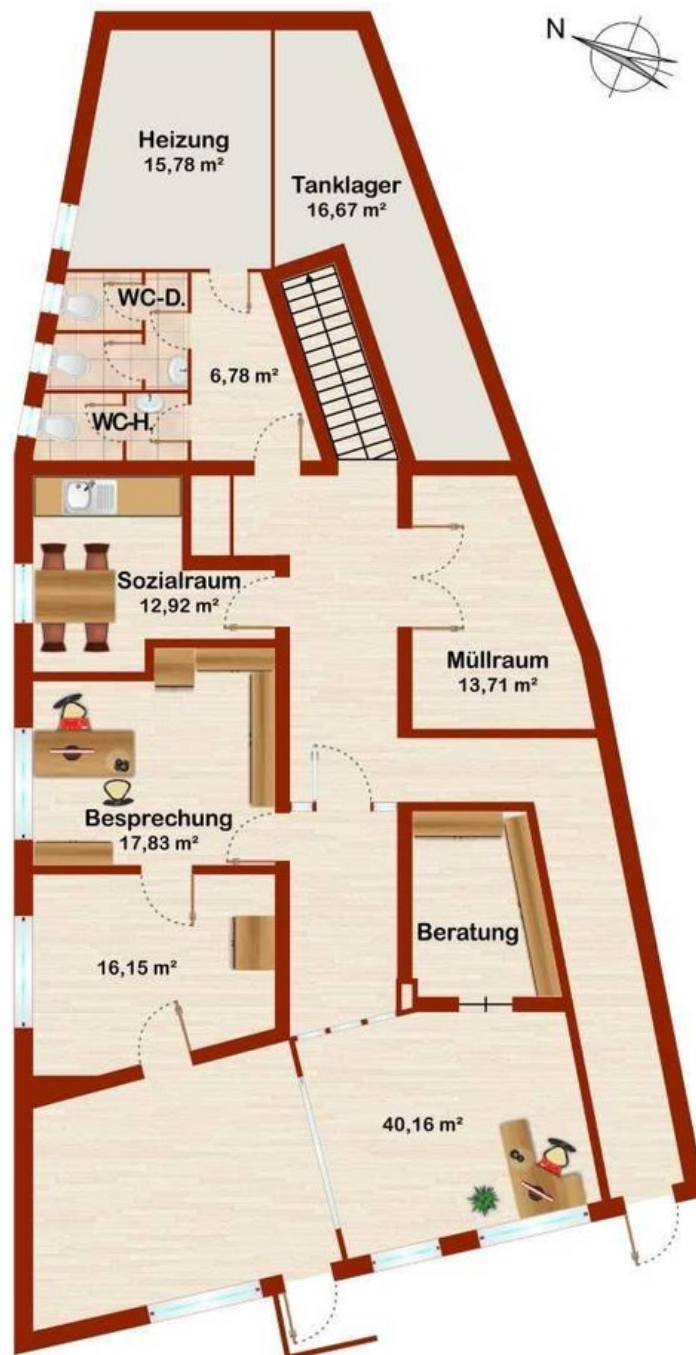 N
Heizung
15,78 m²
Tanklager
16,67 m²
WC-D.
6,78 m²
WC-H.
Sozialraum
12,92 m²
Müllraum
13,71 m²
Besprechung
17,83 m²
Beratung
16,15 m²
40,16 m²